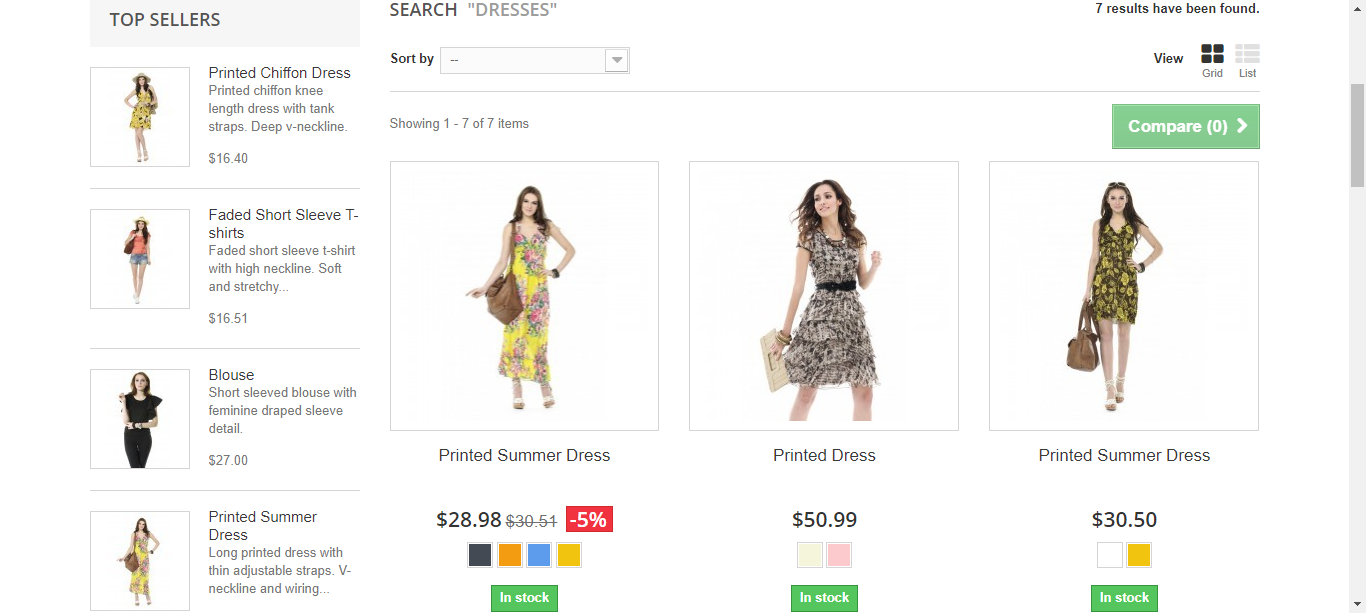 TOP SELLERS
Printed Chiffon Dress
Printed chiffon knee
length dress with tank
straps. Deep v-neckline.
$16.40
Faded Short Sleeve T-
shirts
Faded short sleeve t-shirt
with high neckline. Soft
and stretchy...
$16.51
Blouse
Short sleeved blouse with
feminine draped sleeve
detail.
$27.00
Printed Summer
Dress
Long printed dress with
thin adjustable straps. V-
neckline and wiring...
SEARCH "DRESSES"
7 results have been found.
Sort by --
View
Grid List
Showing 1 - 7 of 7 items
Compare (0)
Printed Summer Dress
$28.98 $30.51 -5%
In stock
Printed Dress
$50.99
In stock
Printed Summer Dress
$30.50
In stock